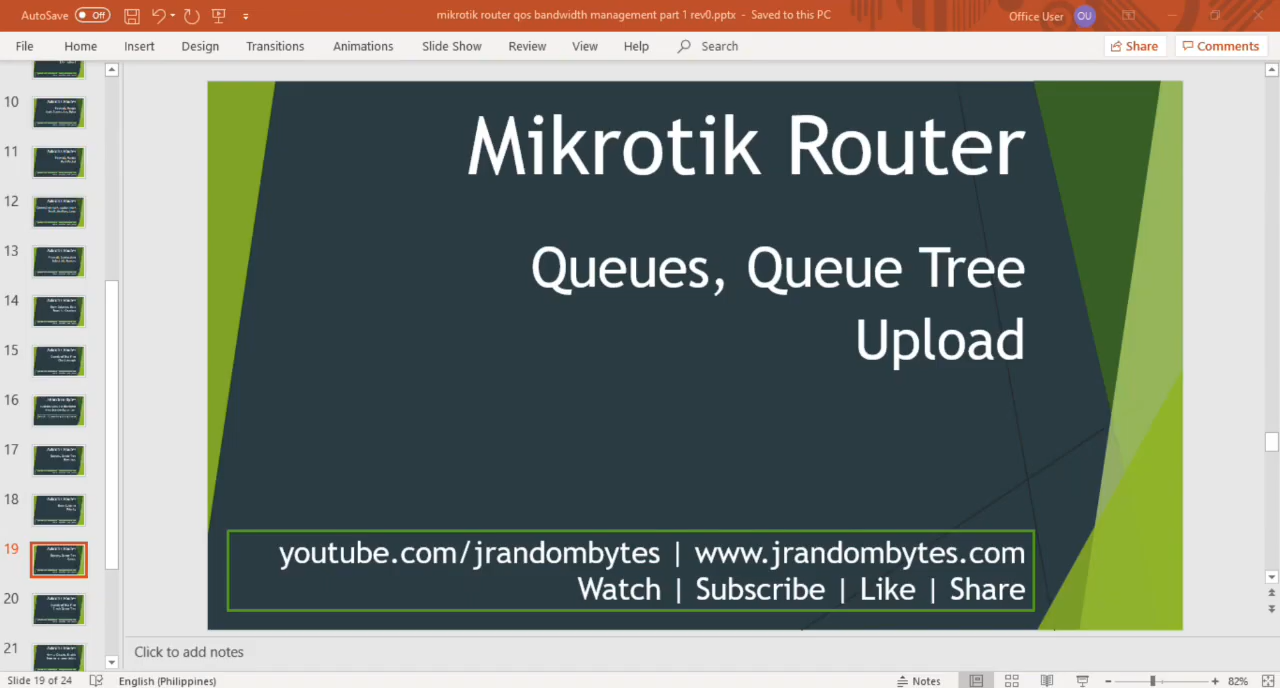 AutoSave Off
mikrotik router qos bandwidth management part 1 rev0.pptx - Saved to this PC
Office User OU
File Home Insert Design Transitions Animations Slide Show Review View Help Search Share Comments
10
11
12
13
14
15
16
17
18
19
20
21
Mikrotik Router
Queues, Queue Tree
Upload
youtube.com/jrandombytes | www.jrandombytes.com
Watch | Subscribe | Like | Share
Click to add notes
Slide 19 of 24 English (Philippines) Notes 82%